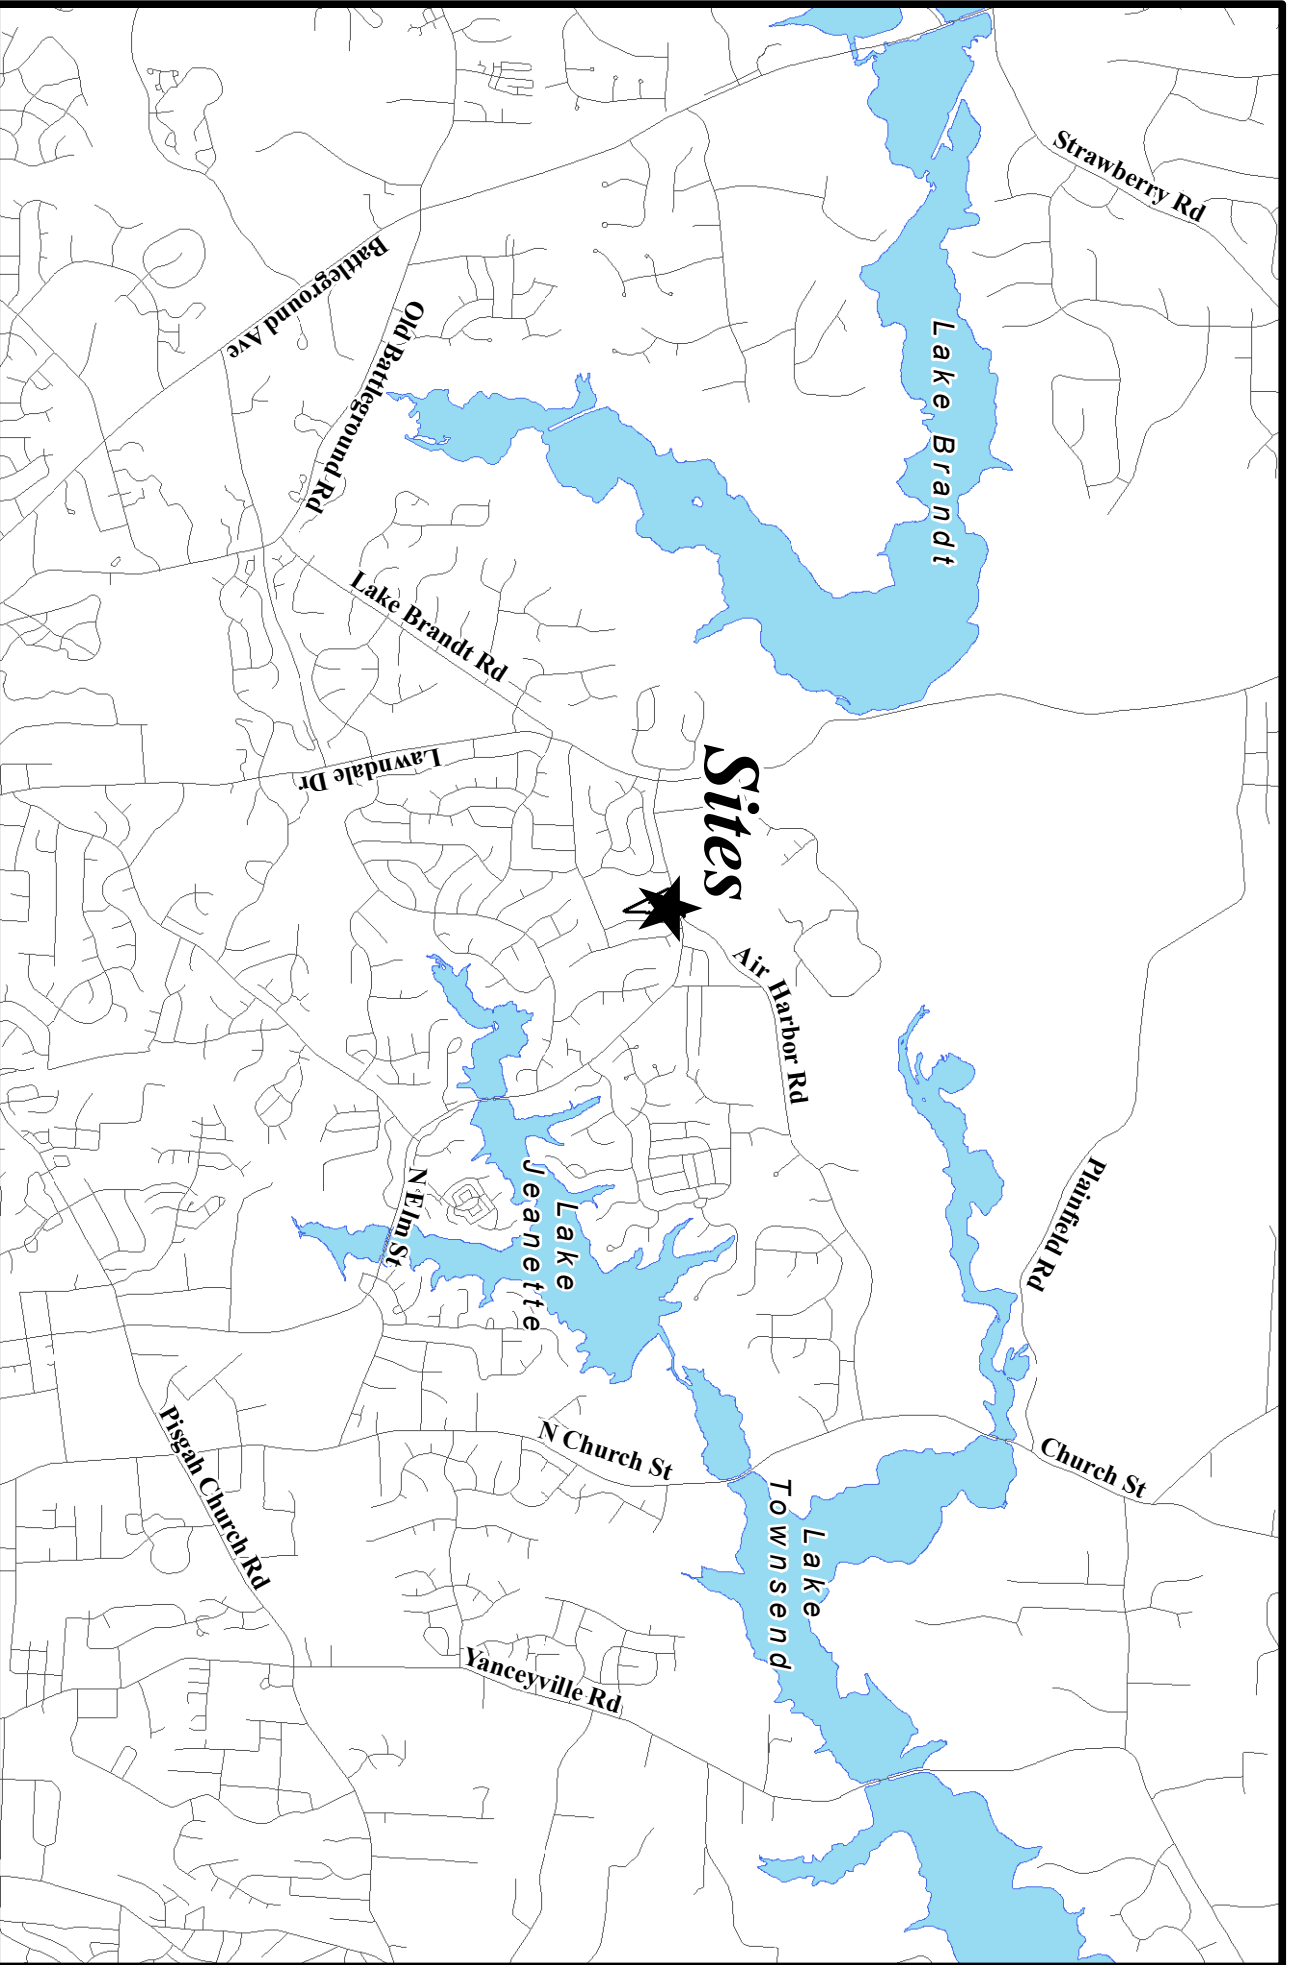 Strawberry Rd
Battleground Ave
Old Battleground Rd
Lake Brandt
Lake Brandt Rd
Lawndale Dr
Sites
Air Harbor Rd
Plainfield Rd
N Elm St
Lake
Jeanette
N Church St
Church St
Pisgah Church Rd
Lake
Townsend
Yanceyville Rd